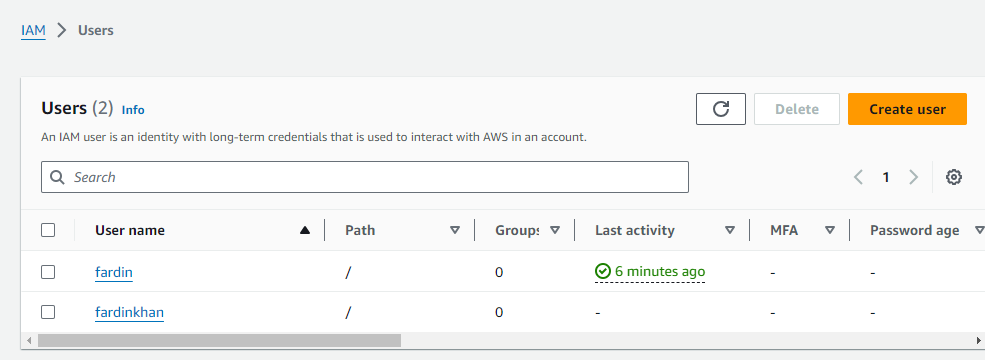 IAM > Users
Users (2) Info
Delete
Create user
An IAM user is an identity with long-term credentials that is used to interact with AWS in an account.
Search
1
User name Path Groups Last activity MFA Password age
fardin / 0 6 minutes ago - -
fardinkhan / 0 - - -